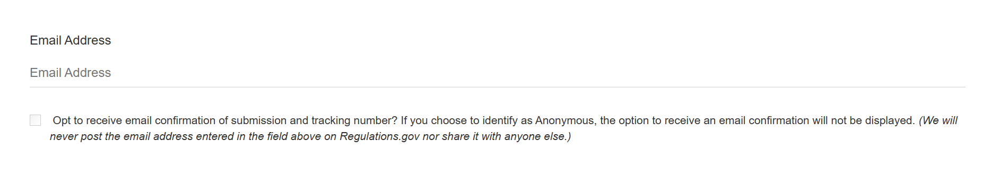 Email Address
Email Address
Opt to receive email confirmation of submission and tracking number? If you choose to identify as Anonymous, the option to receive an email confirmation will not be displayed. (We will
never post the email address entered in the field above on Regulations.gov nor share it with anyone else.)